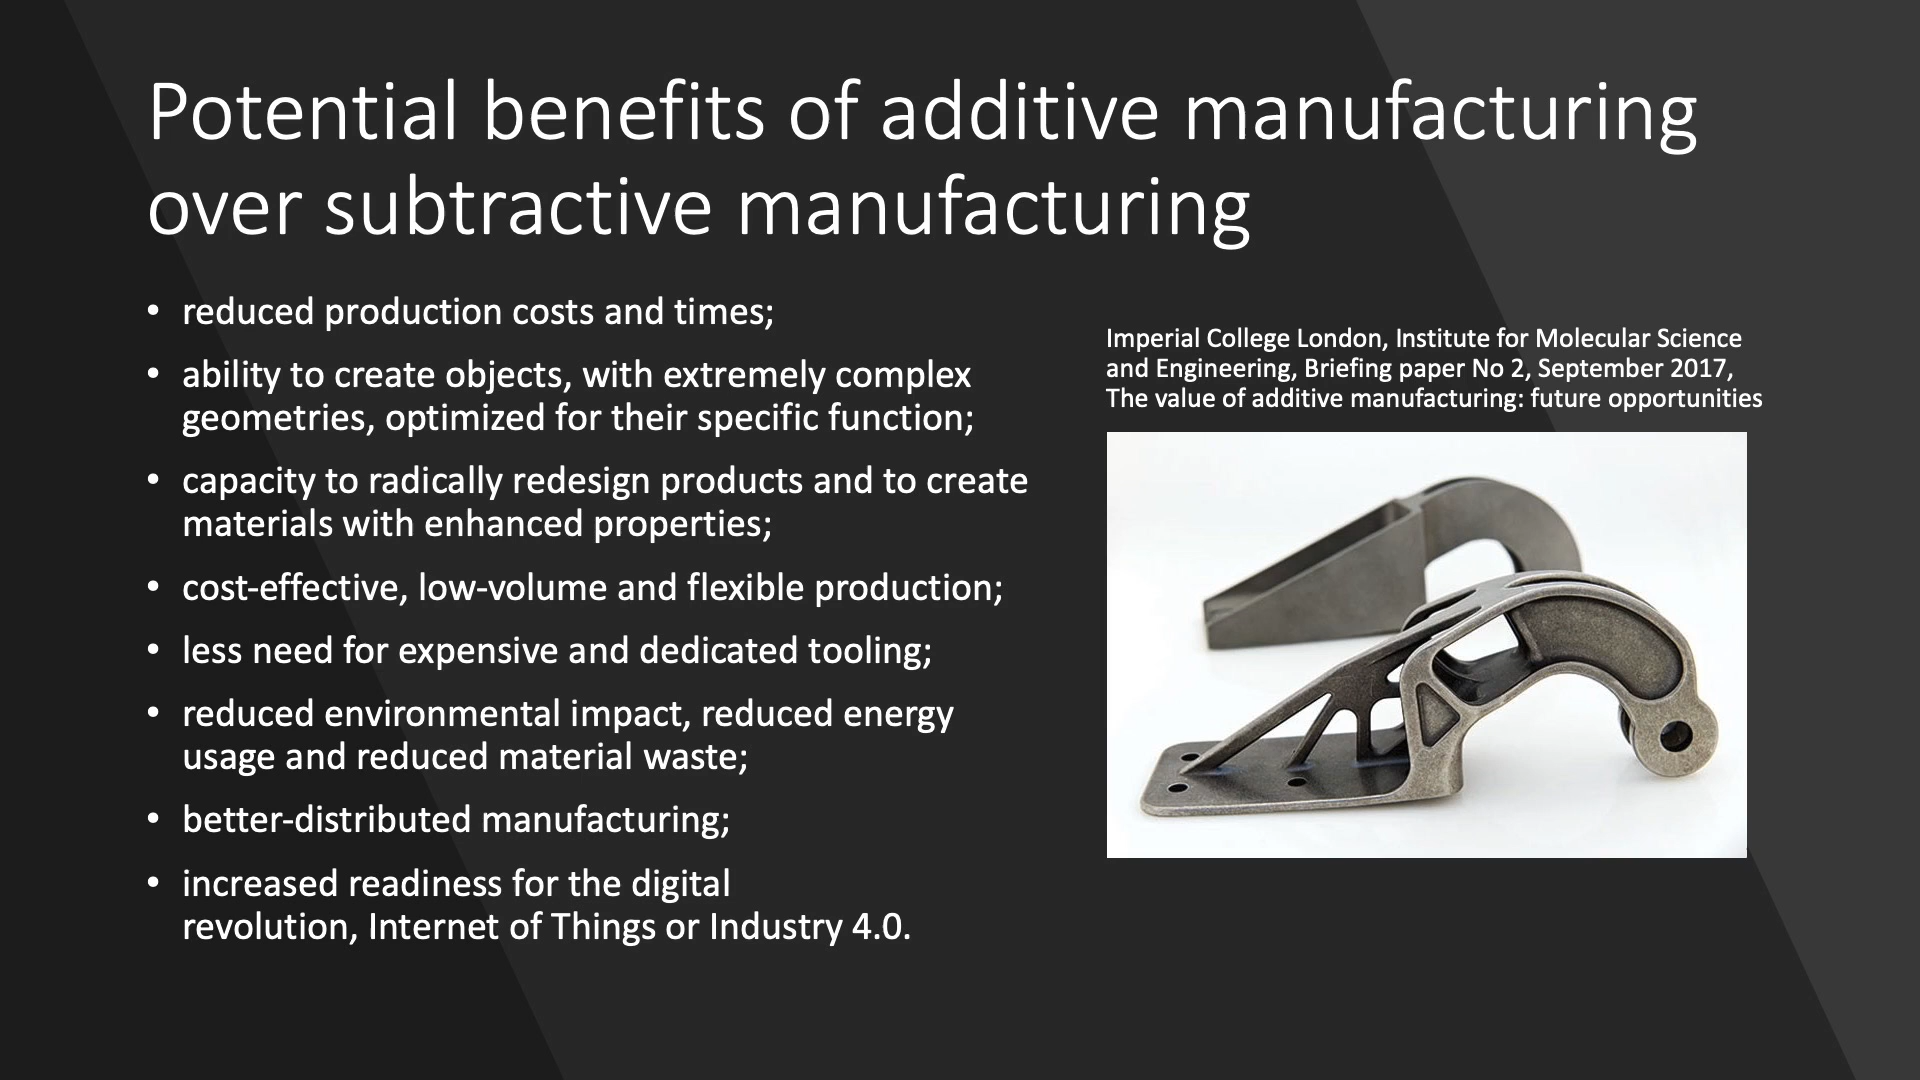 Potential benefits of additive manufacturing
over subtractive manufacturing
• reduced production costs and times;
• ability to create objects, with extremely complex
geometries, optimized for their specific function;
• capacity to radically redesign products and to create
materials with enhanced properties;
• cost-effective, low-volume and flexible production;
• less need for expensive and dedicated tooling;
• reduced environmental impact, reduced energy
usage and reduced material waste;
• better-distributed manufacturing;
• increased readiness for the digital
revolution, Internet of Things or Industry 4.0.
Imperial College London, Institute for Molecular Science
and Engineering, Briefing paper No 2, September 2017,
The value of additive manufacturing: future opportunities